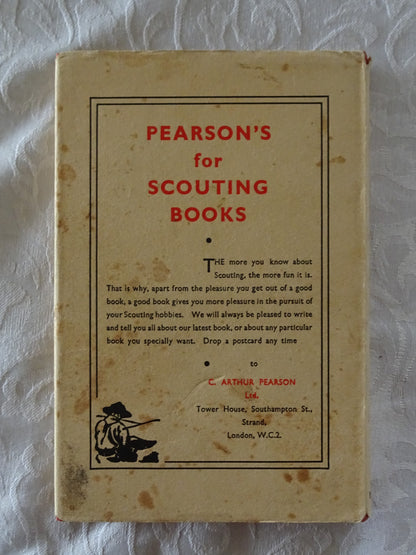 PEARSON'S
for
SCOUTING
BOOKS
THE more you know about
Scouting, the more fun it is.
That is why, apart from the pleasure you get out of a good
book, a good book gives you more pleasure in the pursuit of
your Scouting hobbies. We will always be pleased to write
and tell you all about our latest book, or about any particular
book you specially want. Drop a postcard any time
to
C. ARTHUR PEARSON
Ltd.
Tower House, Southampton St.,
Strand,
London, W.C.2.